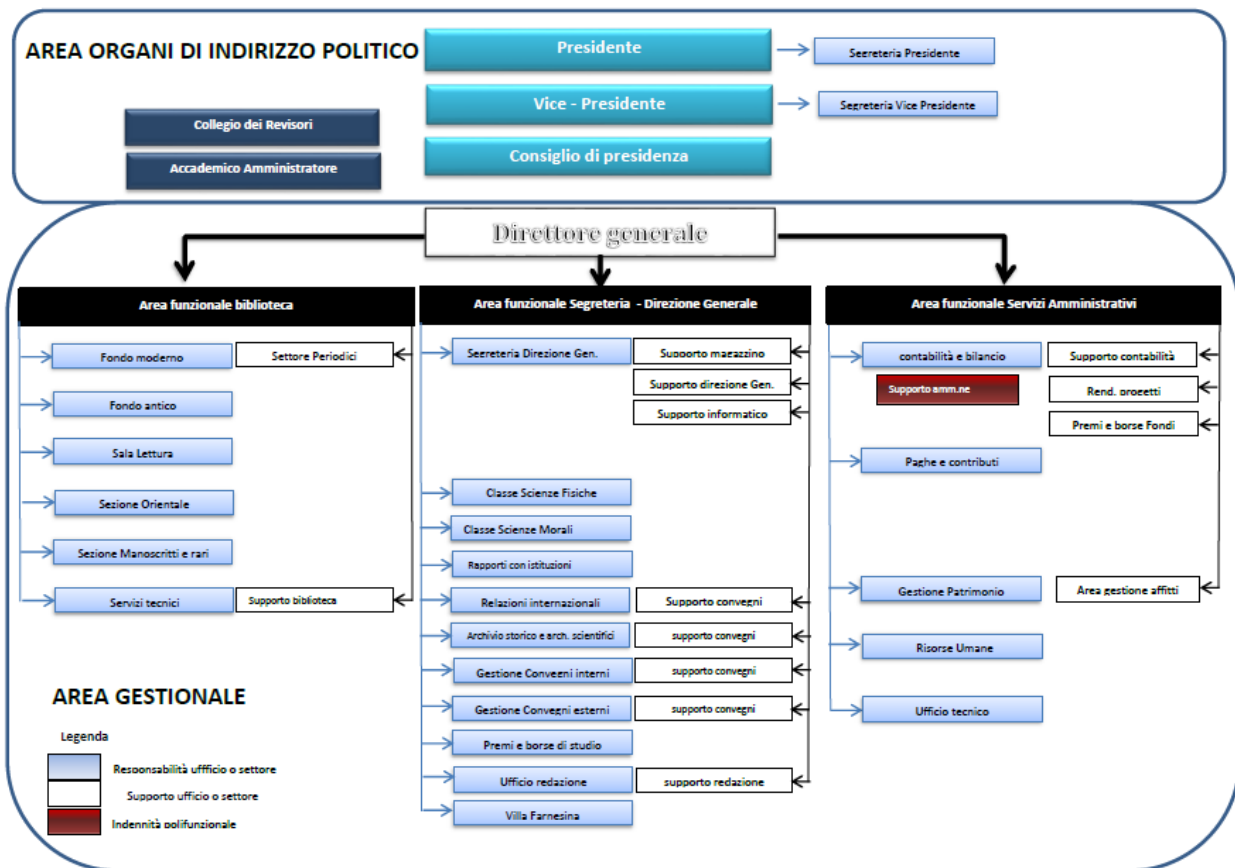 AREA ORGANI DI INDIRIZZO POLITICO
Presidente
Segreteria Presidente
Vice - Presidente
Segreteria Vice Presidente
Collegio dei Revisori
Consiglio di presidenza
Accademico Amministratore
Direttore generale
Area funzionale biblioteca
Fondo moderno
Settore Periodici
Fondo antico
Sala Lettura
Sezione Orientale
Sezione Manoscritti e rari
Servizi tecnici
Supporto biblioteca
Area funzionale Segreteria - Direzione Generale
Segreteria Direzione Gen.
Supporto magazzino
Supporto direzione Gen.
Supporto informatico
Classe Scienze Fisiche
Classe Scienze Morali
Rapporti con istituzioni
Relazioni internazionali
Supporto convegni
Archivio storico e arch. scientifici
supporto convegni
Gestione Convegni interni
supporto convegni
Gestione Convegni esterni
supporto convegni
Premi e borse di studio
Ufficio redazione
supporto redazione
Villa Farnesina
Area funzionale Servizi Amministrativi
contabilità e bilancio
Supporto contabilità
Supporto amm.ne
Rend. progetti
Premi e borse Fondi
Paghe e contributi
Gestione Patrimonio
Area gestione affitti
Risorse Umane
Ufficio tecnico
AREA GESTIONALE
Legenda
Responsabilità ufficio o settore
Supporto ufficio o settore
Indennità polifunzionale